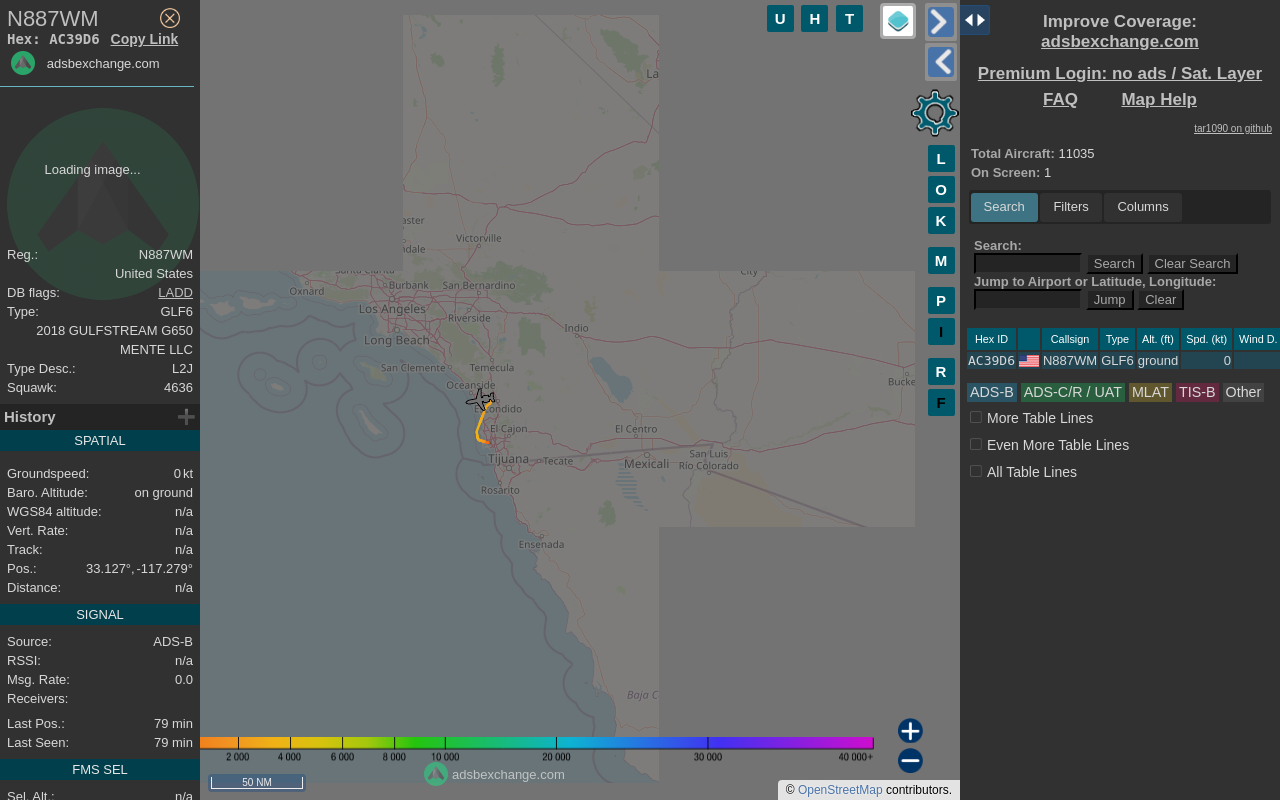 N887WM
Hex: AC39D6 Copy Link
adsbexchange.com
Loading image...
Reg.: N887WM
United States
DB flags: LADD
Type: GLF6
2018 GULFSTREAM G650
MENTE LLC
Type Desc.: L2J
Squawk: 4636
History
SPATIAL
Groundspeed: 0 kt
Baro. Altitude: on ground
WGS84 altitude: n/a
Vert. Rate: n/a
Track: n/a
Pos.: 33.127°, -117.279°
Distance: n/a
SIGNAL
Source: ADS-B
RSSI: n/a
Msg. Rate: 0.0
Receivers:
Last Pos.: 79 min
Last Seen: 79 min
FMS SEL
Sel. Alt.: n/a
U H T
La
L
O
K
M
P
I
R
F
aster
Victorville
dale
Santa Clarita
City
Oxnard
Burbank
San Bernardino
Los Angeles
Riverside
Indio
Long Beach
San Clemente
Temecula
Oceanside
Bucke
Escondido
El Cajon
El Centro
Tijuana
Tecate
Mexicali
San Luis
Río Colorado
Rosarito
Ensenada
Baja C
2 000 4 000 6 000 8 000 10 000 20 000 30 000 40 000+
50 NM
adsbexchange.com
© OpenStreetMap contributors.
Improve Coverage:
adsbexchange.com
Premium Login: no ads / Sat. Layer
FAQ Map Help
tar1090 on github
Total Aircraft: 11035
On Screen: 1
Search Filters Columns
Search:
Search Clear Search
Jump to Airport or Latitude, Longitude:
Jump Clear
Hex ID Callsign Type Alt. (ft) Spd. (kt) Wind D.
AC39D6 N887WM GLF6 ground 0
ADS-B ADS-C/R / UAT MLAT TIS-B Other
More Table Lines
Even More Table Lines
All Table Lines